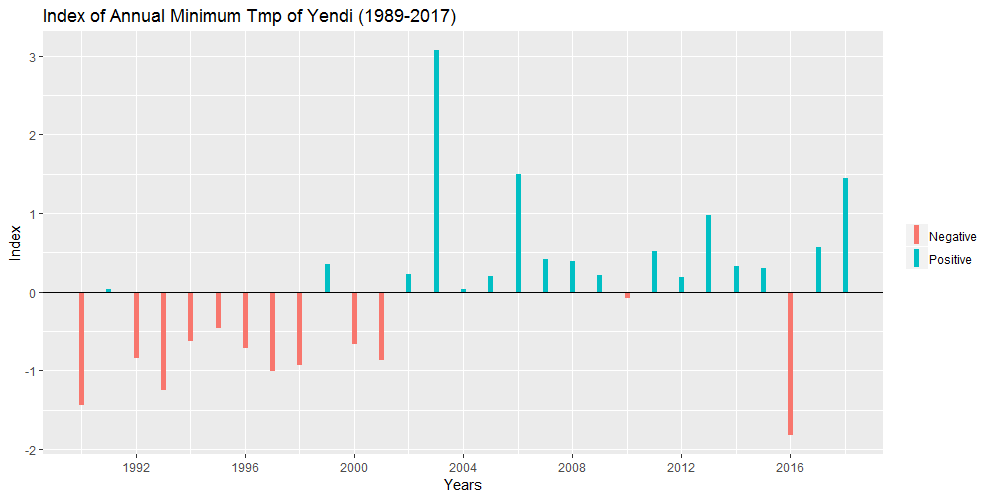 Index of Annual Minimum Tmp of Yendi (1989-2017)
3
2
1
0
-1
-2
Index
1992 1996 2000 2004 2008 2012 2016
Years
Negative
Positive